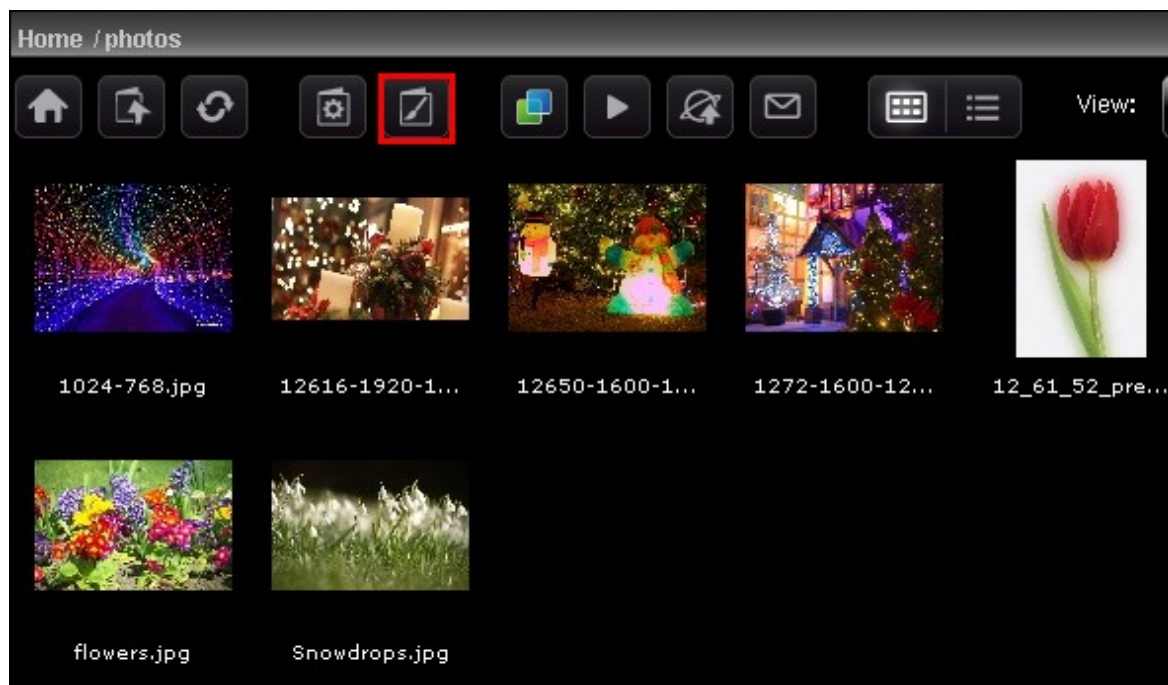 Home / photos
View:
1024-768.jpg
12616-1920-1...
12650-1600-1...
1272-1600-12...
12_61_52_pre...
flowers.jpg
Snowdrops.jpg